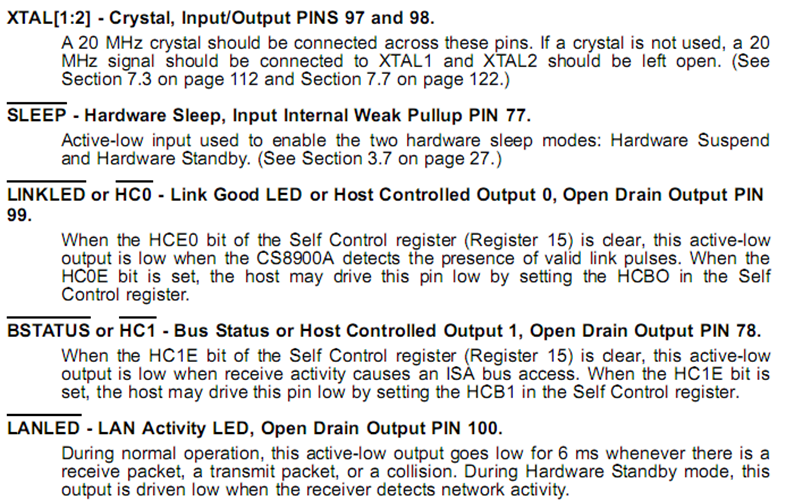 XTAL[1:2] - Crystal, Input/Output PINS 97 and 98.
A 20 MHz crystal should be connected across these pins. If a crystal is not used, a 20
MHz signal should be connected to XTAL1 and XTAL2 should be left open. (See
Section 7.3 on page 112 and Section 7.7 on page 122.)
SLEEP - Hardware Sleep, Input Internal Weak Pullup PIN 77.
Active-low input used to enable the two hardware sleep modes: Hardware Suspend
and Hardware Standby. (See Section 3.7 on page 27.)
LINKLED or HC0 - Link Good LED or Host Controlled Output 0, Open Drain Output PIN
99.
When the HCE0 bit of the Self Control register (Register 15) is clear, this active-low
output is low when the CS8900A detects the presence of valid link pulses. When the
HC0E bit is set, the host may drive this pin low by setting the HCBO in the Self
Control register.
BSTATUS or HC1 - Bus Status or Host Controlled Output 1, Open Drain Output PIN 78.
When the HC1E bit of the Self Control register (Register 15) is clear, this active-low
output is low when receive activity causes an ISA bus access. When the HC1E bit is
set, the host may drive this pin low by setting the HCB1 in the Self Control register.
LANLED - LAN Activity LED, Open Drain Output PIN 100.
During normal operation, this active-low output goes low for 6 ms whenever there is a
receive packet, a transmit packet, or a collision. During Hardware Standby mode, this
output is driven low when the receiver detects network activity.